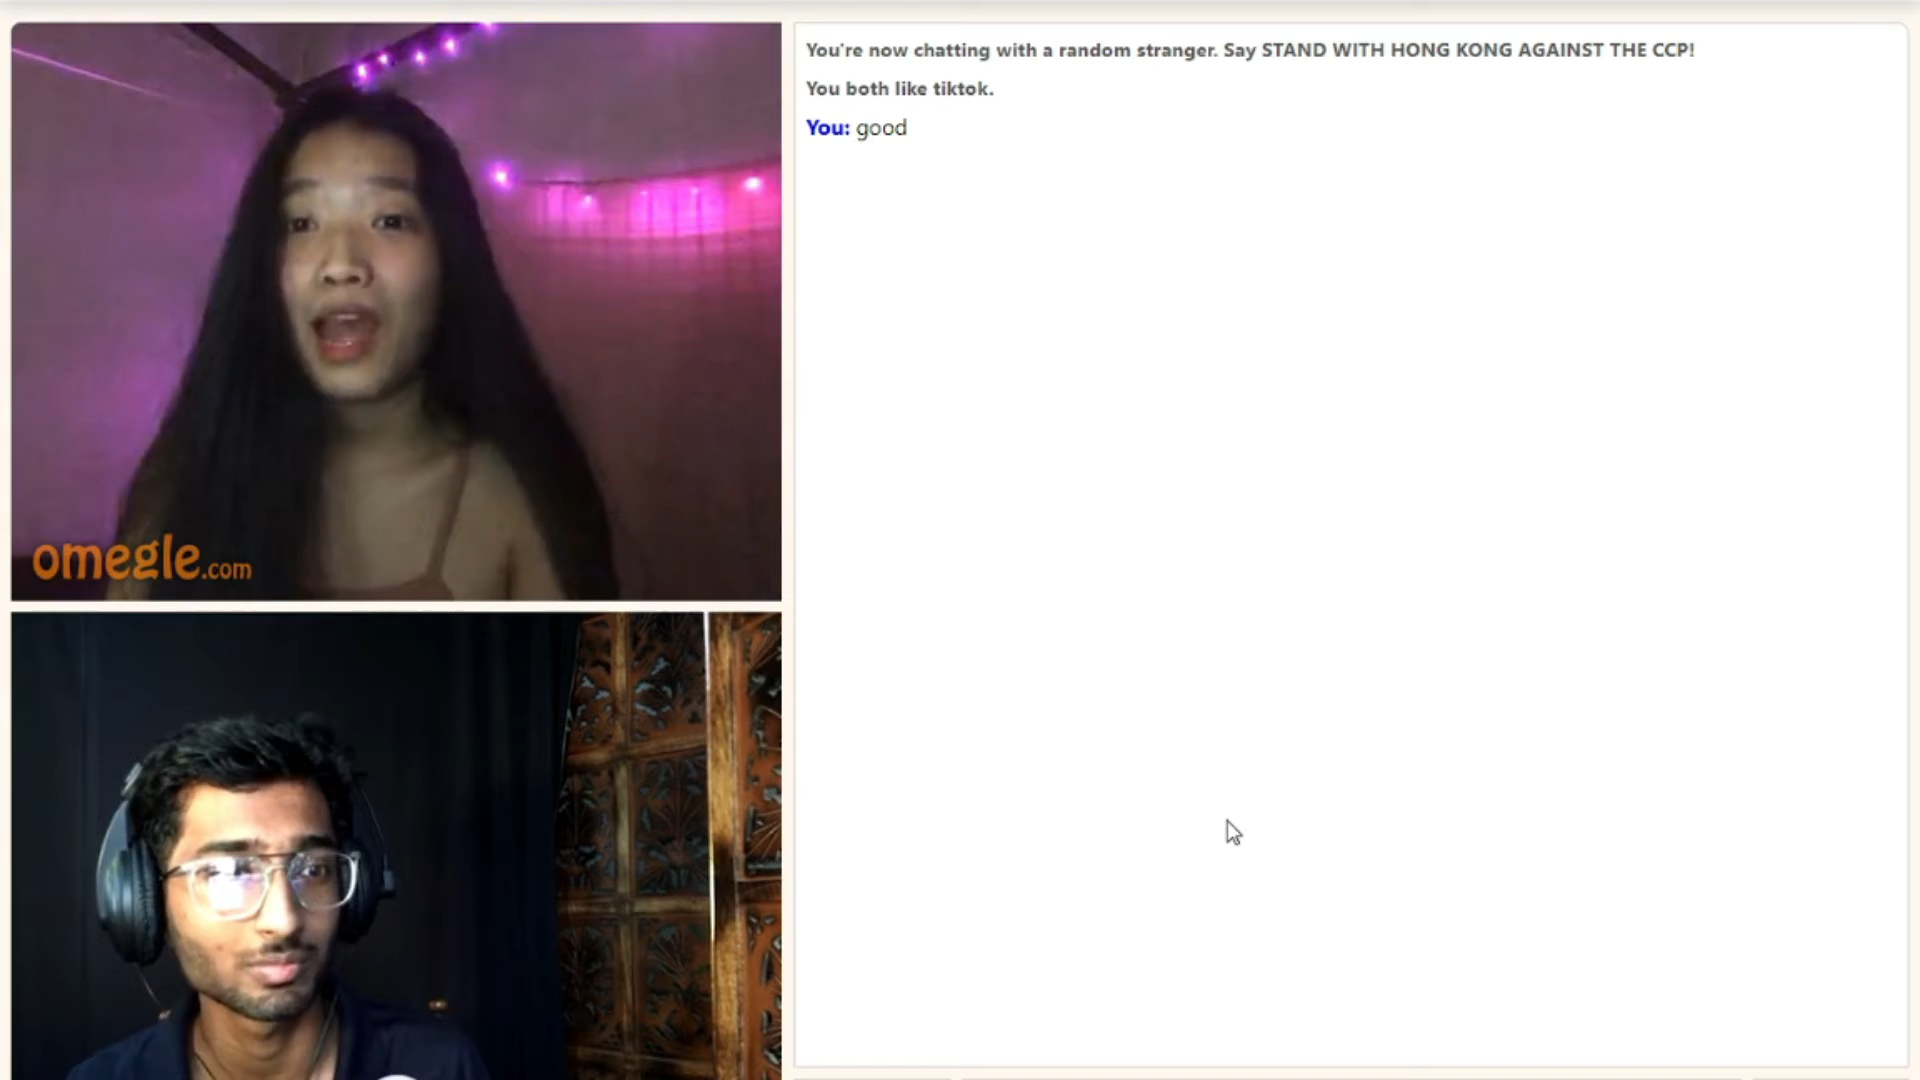 You're now chatting with a random stranger. Say STAND WITH HONG KONG AGAINST THE CCP!
You both like tiktok.
You: good
omegle.com